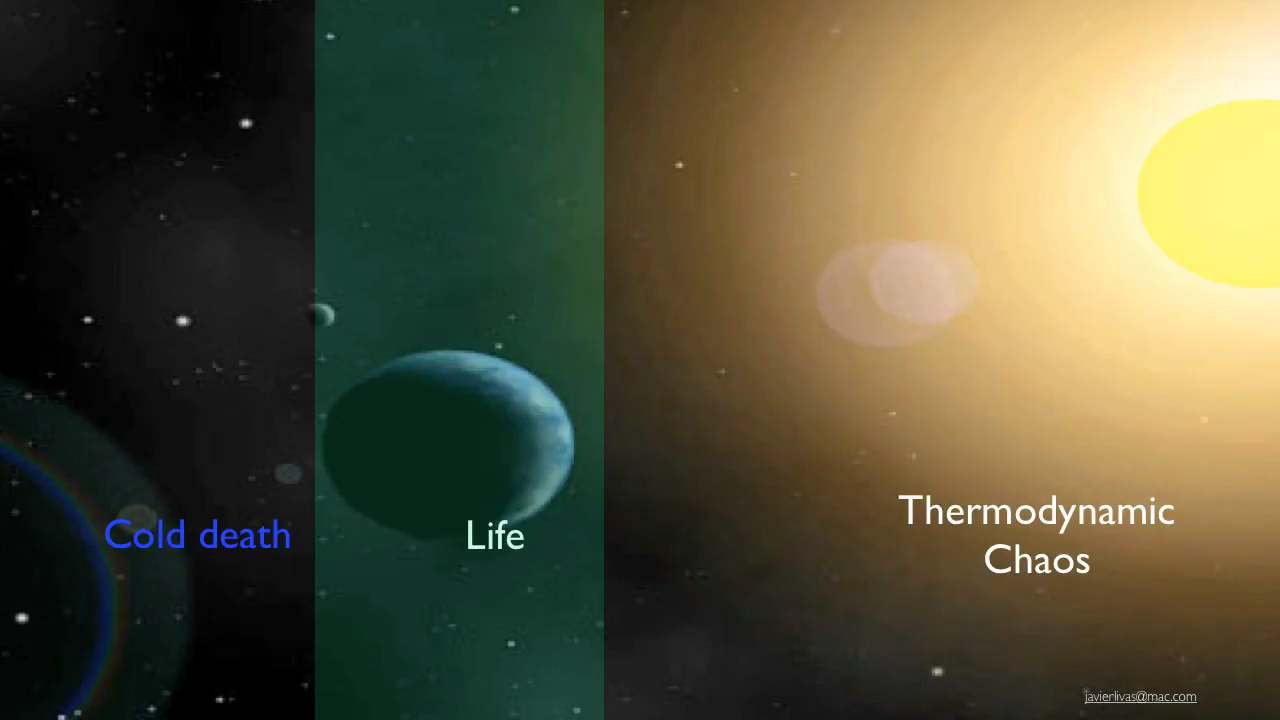 Cold death
Life
Thermodynamic
Chaos
javierlivas@mac.com